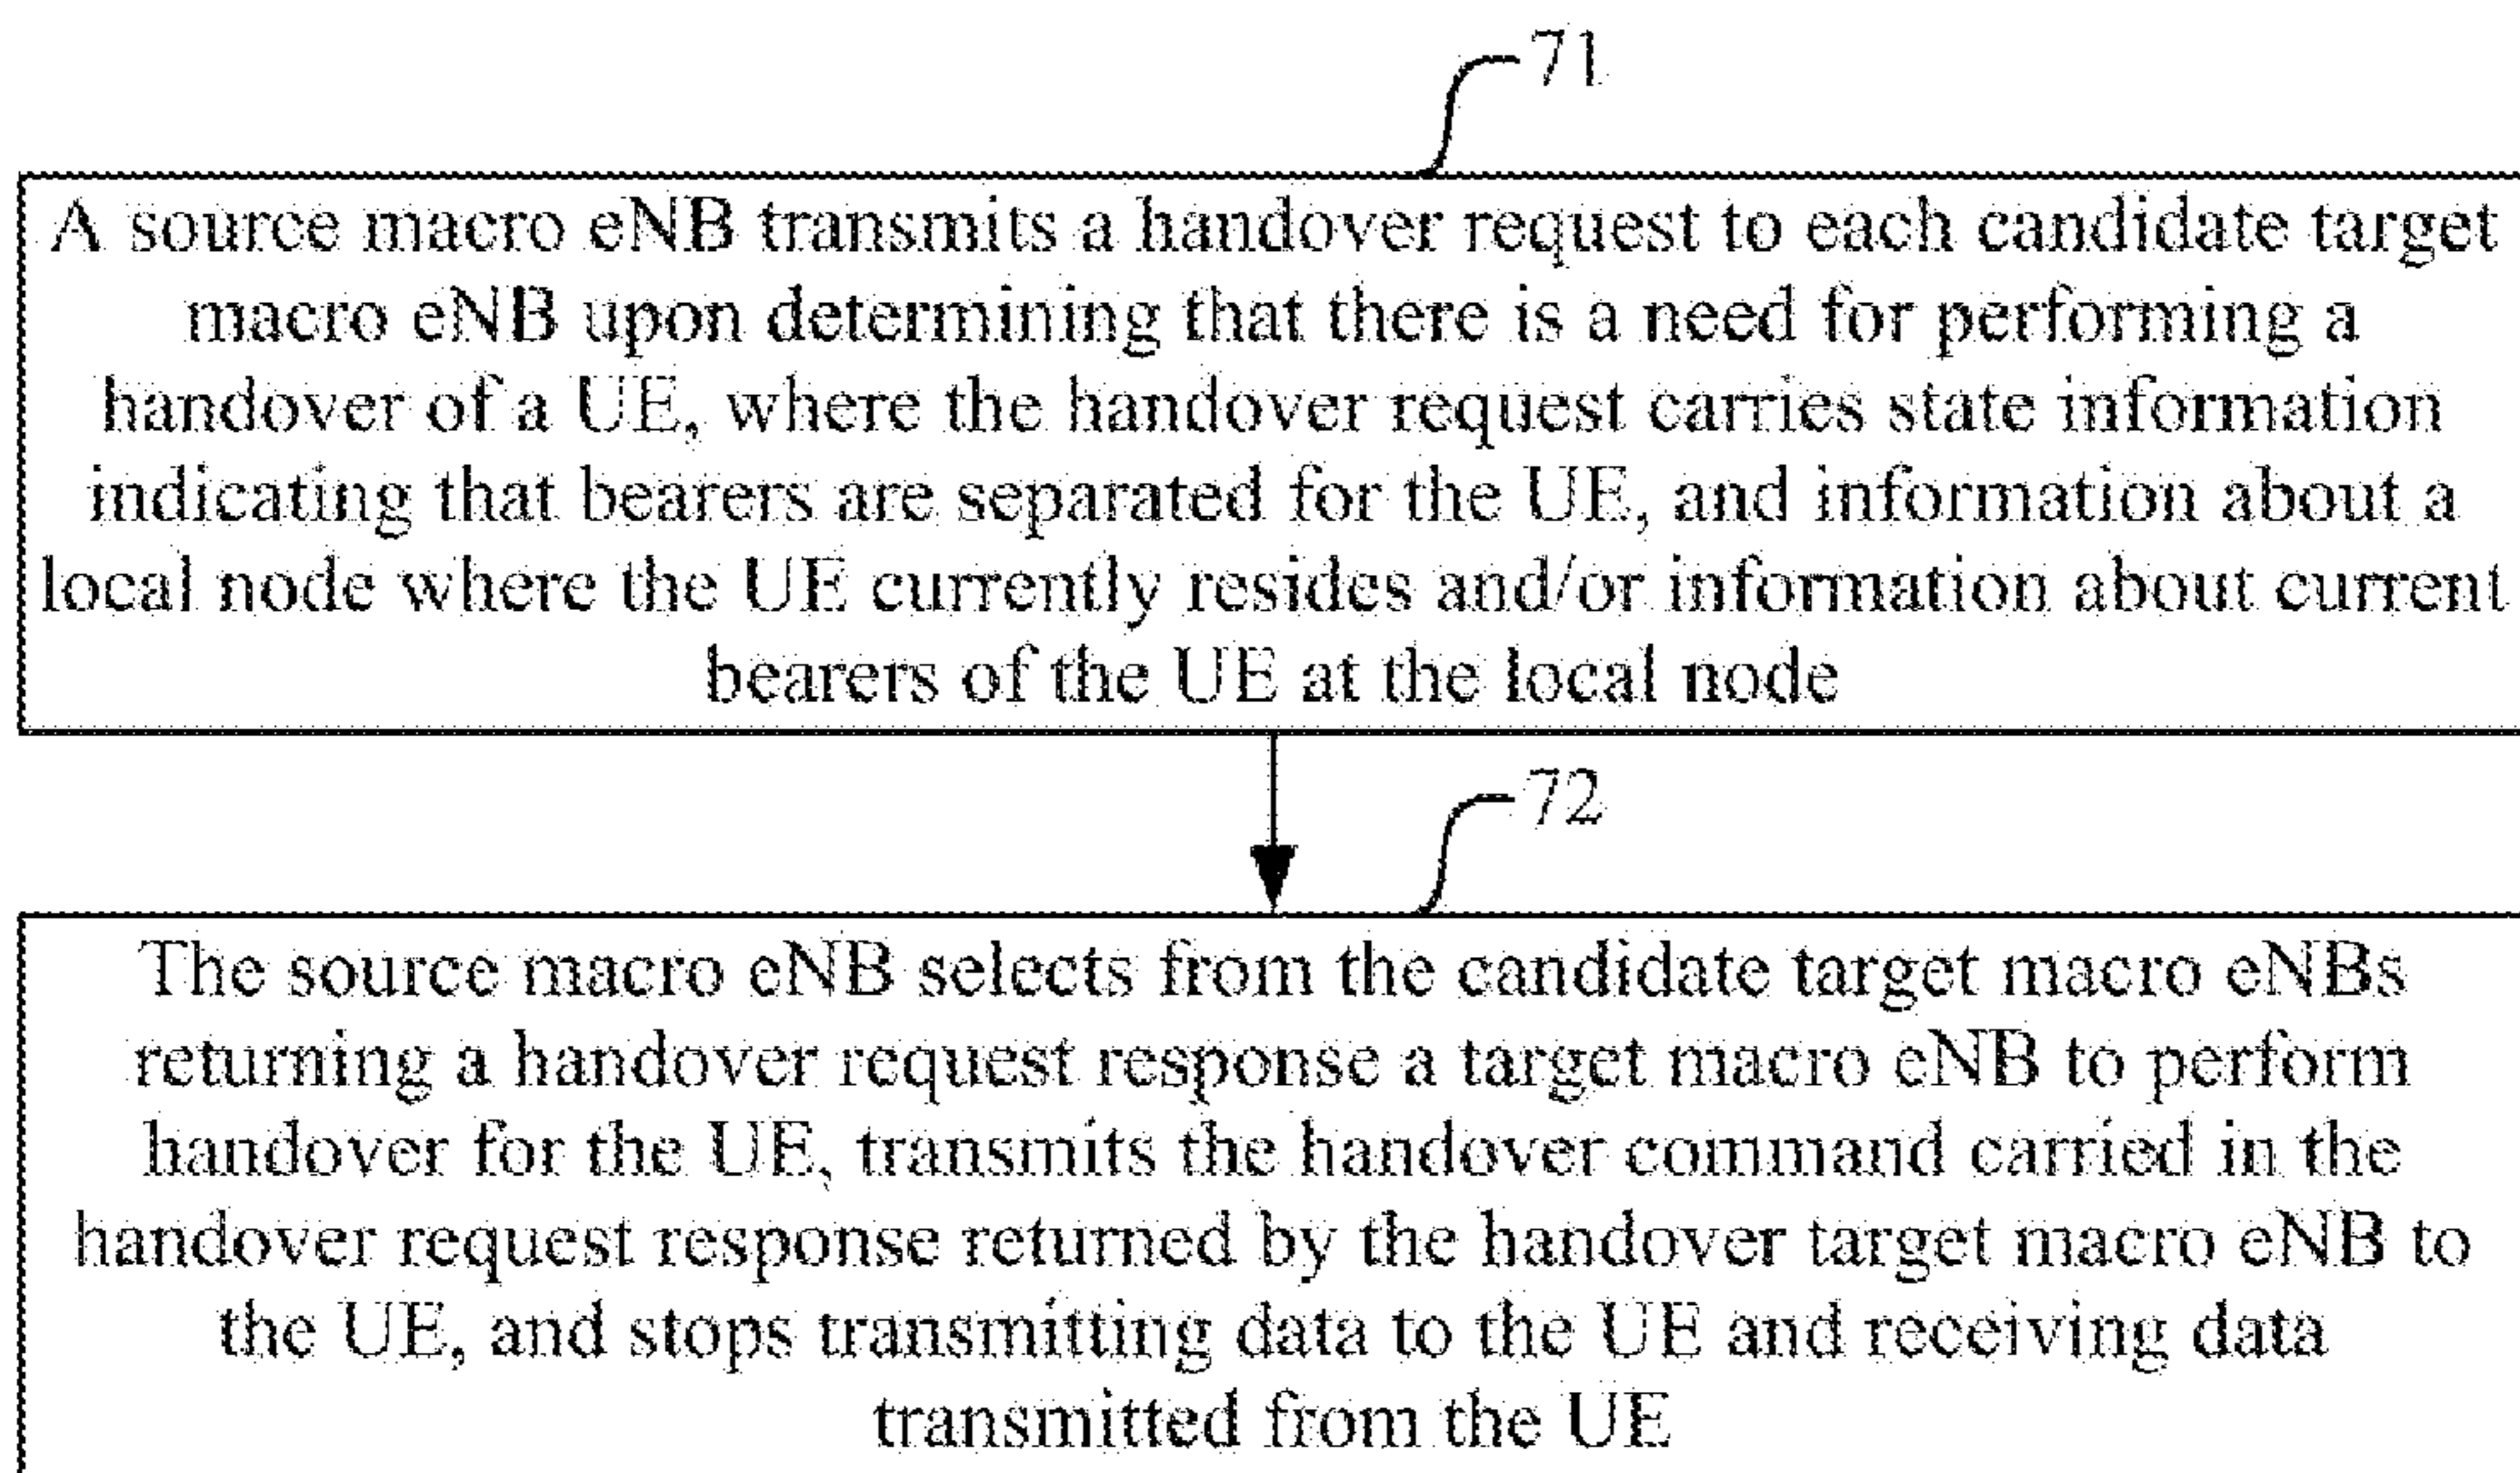 71
A source macro eNB transmits a handover request to each candidate target
macro eNB upon determining that there is a need for performing a
handover of a UE, where the handover request carries state information
indicating that bearers are separated for the UE, and information about a
local node where the UE currently resides and/or information about current
bearers of the UE at the local node
72
The source macro eNB selects from the candidate target macro eNBs
returning a handover request response a target macro eNB to perform
handover for the UE, transmits the handover command carried in the
handover request response returned by the handover target macro eNB to
the UE, and stops transmitting data to the UE and receiving data
transmitted from the UE